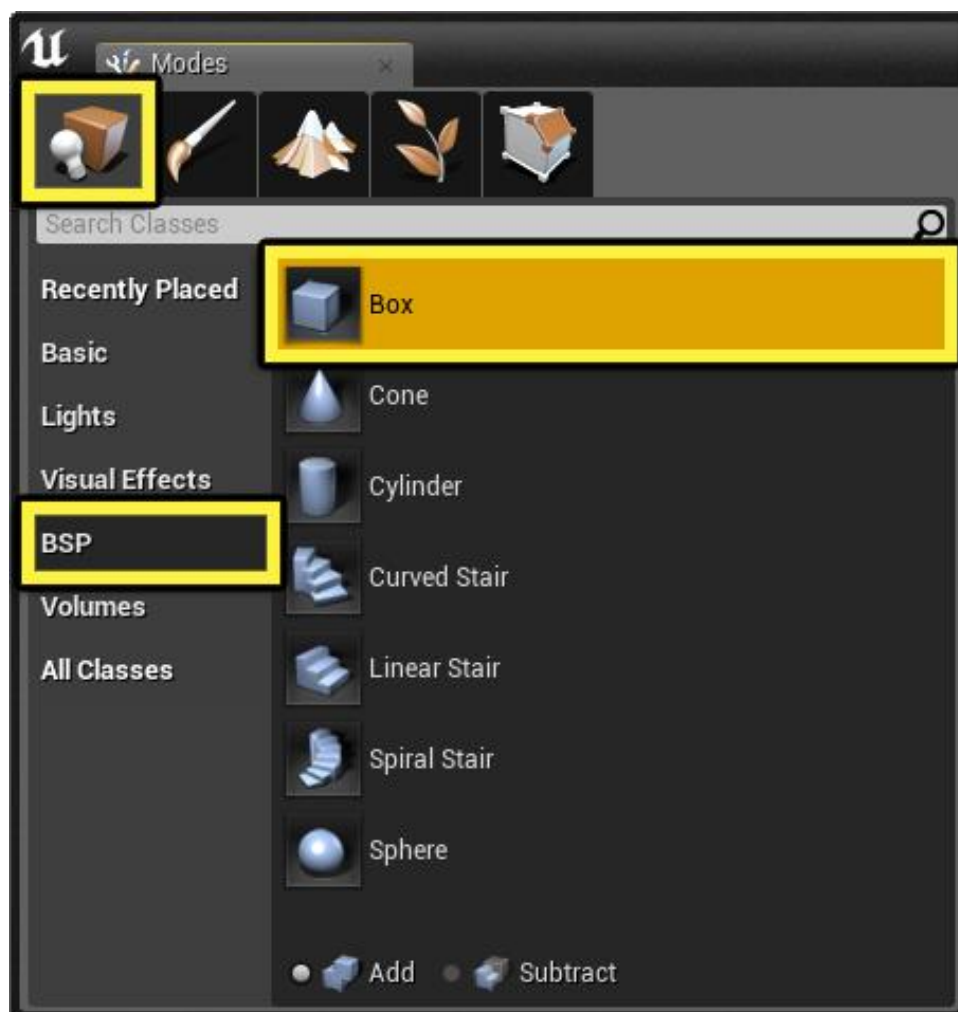 Modes
Search Classes
Recently Placed
Basic
Lights
Visual Effects
BSP
Volumes
All Classes
Box
Cone
Cylinder
Curved Stair
Linear Stair
Spiral Stair
Sphere
Add
Subtract